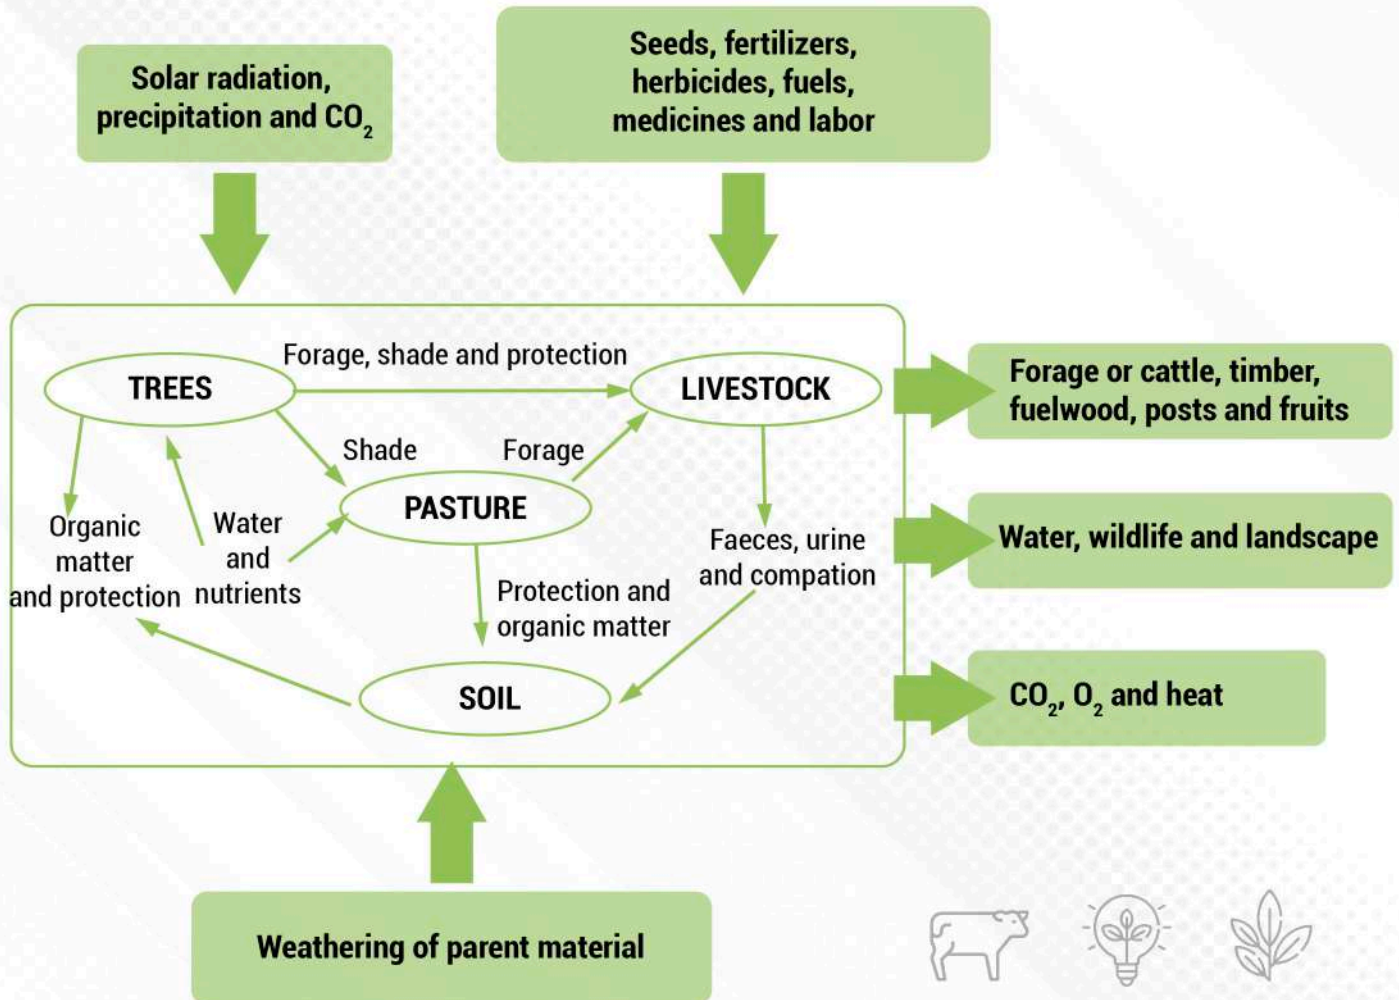 Solar radiation,
precipitation and CO₂
Seeds, fertilizers,
herbicides, fuels,
medicines and labor
TREES
Forage, shade and protection
LIVESTOCK
Shade
Forage
PASTURE
Organic
matter
and protection
Water
and
nutrients
Protection and
organic matter
Faeces, urine
and compation
SOIL
Forage or cattle, timber,
fuelwood, posts and fruits
Water, wildlife and landscape
CO₂, O₂ and heat
Weathering of parent material